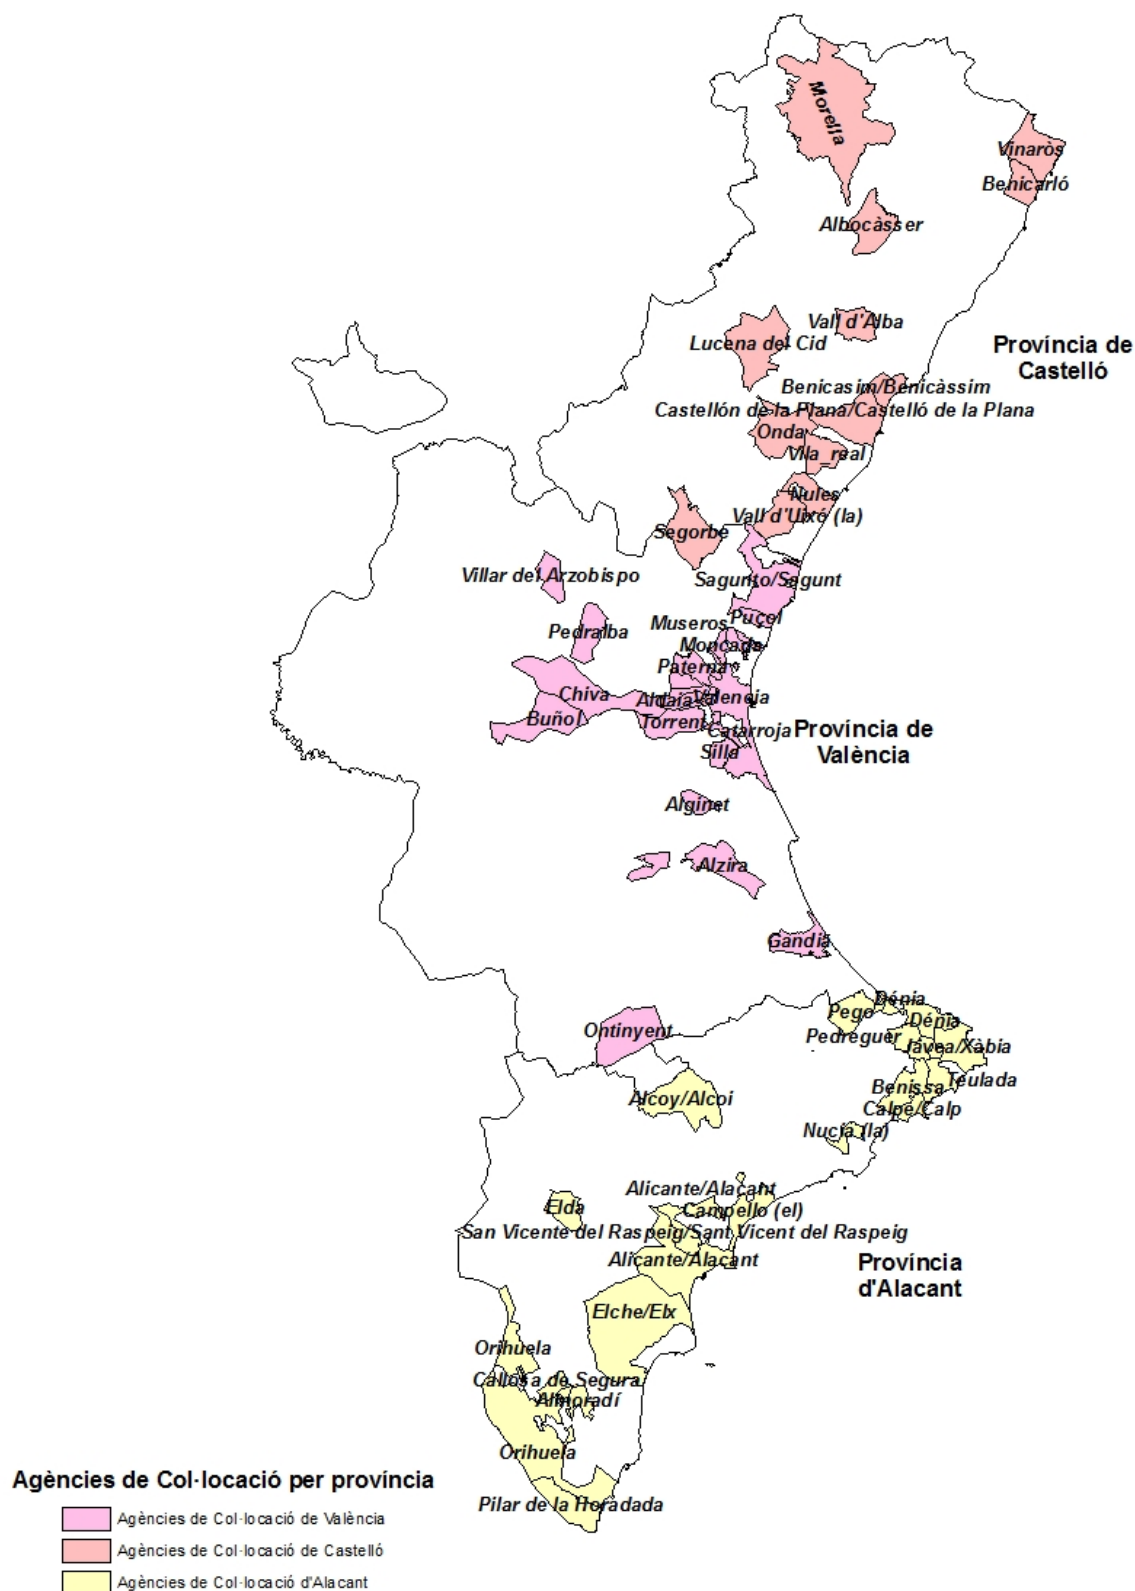 Morella
Vinaròs
Benicarló
Albocàsser
Vall d'Alba
Lucena del Cid
Província de
Castelló
Benicasim/Benicàssim
Castellón de la Plana/Castelló de la Plana
Onda
Vila_real
Nules
Vall d'Uixó (la)
Segorbe
Villar del Arzobispo
Sagunto/Sagunt
Puçol
Museros
Pedralba
Moncada
Paterna
Chiva
Aldaia
Valencia
Buñol
Torrent
Catarroja
Província de
València
Silla
Alginet
Alzira
Gandia
Dénia
Pego
Dénia
Ontinyent
Pedreguer
Jávea/Xàbia
Teulada
Benissa
Alcoy/Alcoi
Calpe/Calp
Nucia (la)
Alicante/Alacant
Elda
Campello (el)
San Vicente del Raspeig/Sant Vicent del Raspeig
Alicante/Alacant
Província
d'Alacant
Elche/Elx
Orihuela
Callosa de Segura
Almoradí
Orihuela
Pilar de la Horadada
Agències de Col·locació per província
Agències de Col·locació de València
Agències de Col·locació de Castelló
Agències de Col·locació d'Alacant